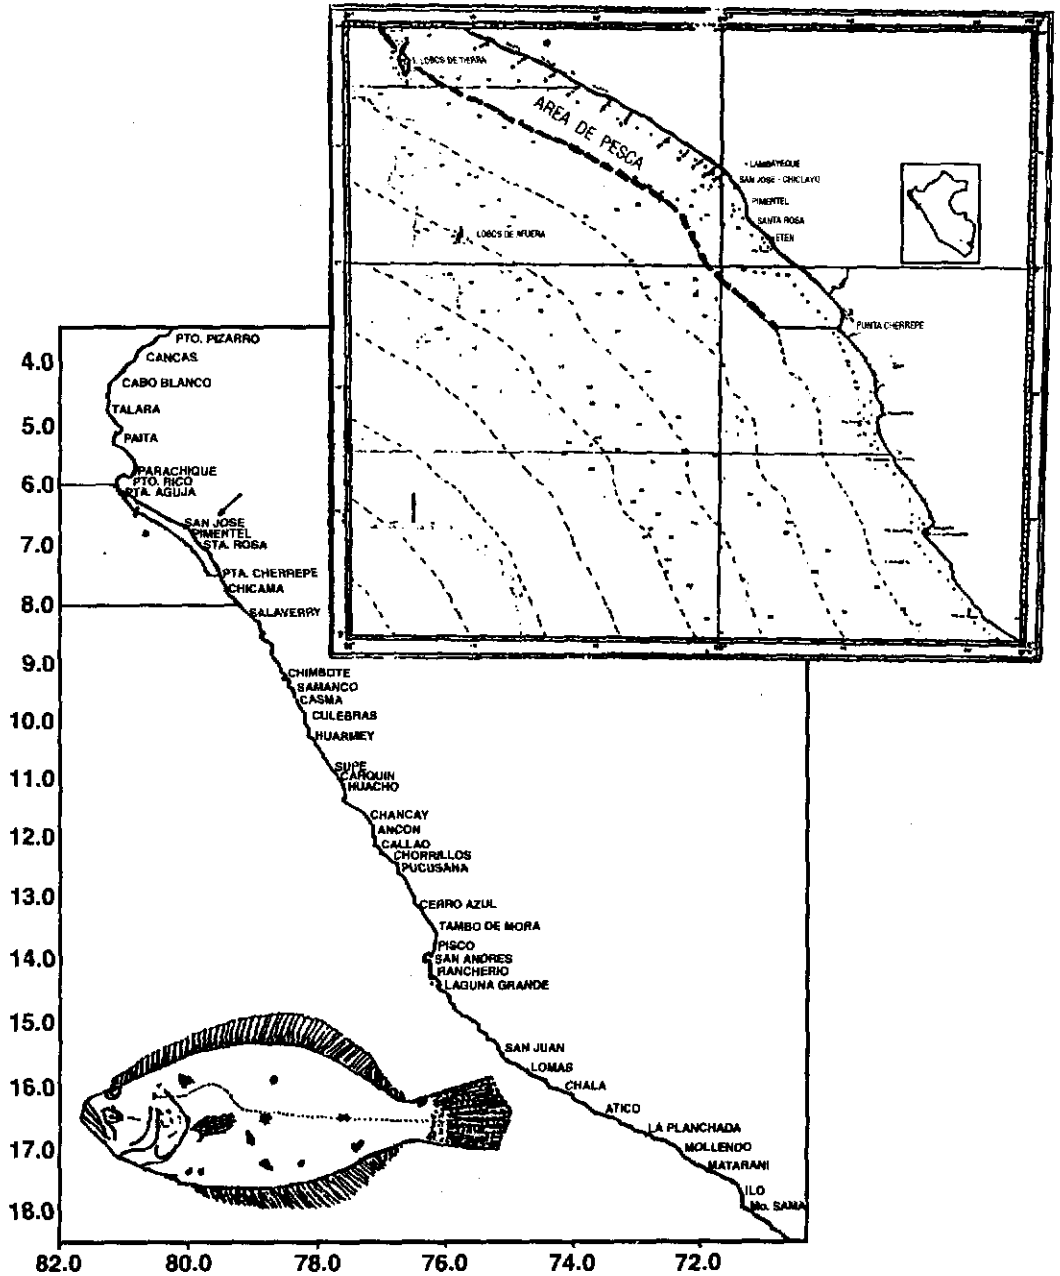 I. LOBOS DE TIERRA
AREA DE PESCA
LAMBAYEQUE
SAN JOSE - CHICLAYO
PIMENTEL
SANTA ROSA
ETEN
LOBOS DE AFUERA
PUNTA CHERREPE
PTO. PIZARRO
4.0
CANCAS
CABO BLANCO
TALARA
5.0
PAITA
PARACHIQUE
PTO. RICO
6.0
PTA. AGUJA
SAN JOSE
PIMENTEL
7.0
STA. ROSA
PTA. CHERREPE
CHICAMA
8.0
SALAVERRY
9.0
CHIMBOTE
SAMANCO
CASMA
10.0
CULEBRAS
HUARMEY
SUPE
11.0
CARQUIN
HUACHO
CHANCAY
ANCON
12.0
CALLAO
CHORRILLOS
PUCUSANA
13.0
CERRO AZUL
TAMBO DE MORA
PISCO
14.0
SAN ANDRES
RANCHERIO
LAGUNA GRANDE
15.0
SAN JUAN
LOMAS
16.0
CHALA
ATICO
LA PLANCHADA
17.0
MOLLENDO
MATARANI
ILO
18.0
Mo. SAMA
82.0 80.0 78.0 76.0 74.0 72.0